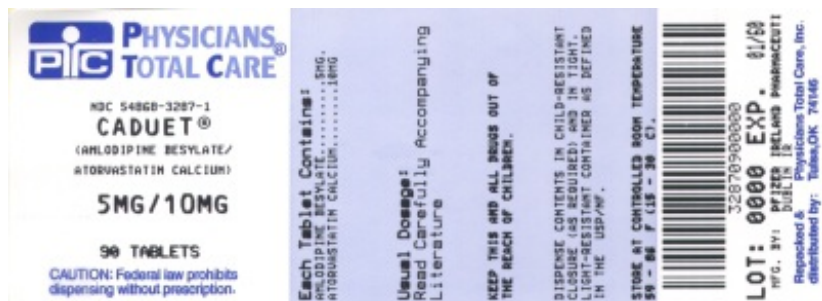 PTC PHYSICIANS
TOTAL CARE®
NDC 54868-3287-1
CADUET®
(AMLODIPINE BESYLATE/
ATORVASTATIN CALCIUM)
5MG/10MG
90 TABLETS
CAUTION: Federal law prohibits
dispensing without prescription.
Each Tablet Contains:
AMLODIPINE BESYLATE..........5MG.
ATORVASTATIN CALCIUM.........10MG
Usual Dosage:
Read Carefully Accompanying
Literature
KEEP THIS AND ALL DRUGS OUT OF
THE REACH OF CHILDREN.
DISPENSE CONTENTS IN CHILD-RESISTANT
CLOSURE (AS REQUIRED) AND IN TIGHT.
LIGHT-RESISTANT CONTAINER AS DEFINED
IN THE USP/NF.
STORE AT CONTROLLED ROOM TEMPERATURE
59 - 86 F (15 - 30 C).
32870900000
LOT: 0000 EXP. 01/60
MFG. BY: PFIZER IRELAND PHARMACEUTI
DUBLIN IR
Repacked & Physicians Total Care, Inc.
distributed by: Tulsa,OK 74146